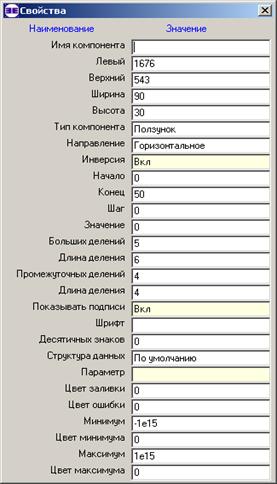 Свойства
Наименование Значение
Имя компонента
Левый 1676
Верхний 543
Ширина 90
Высота 30
Тип компонента Ползунок
Направление Горизонтальное
Инверсия Вкл
Начало 0
Конец 50
Шаг 0
Значение 0
Больших делений 5
Длина деления 6
Промежуточных делений 4
Длина деления 4
Показывать подписи Вкл
Шрифт
Десятичных знаков 0
Структура данных По умолчанию
Параметр
Цвет заливки 0
Цвет ошибки 0
Минимум -1e15
Цвет минимума 0
Максимум 1e15
Цвет максимума 0